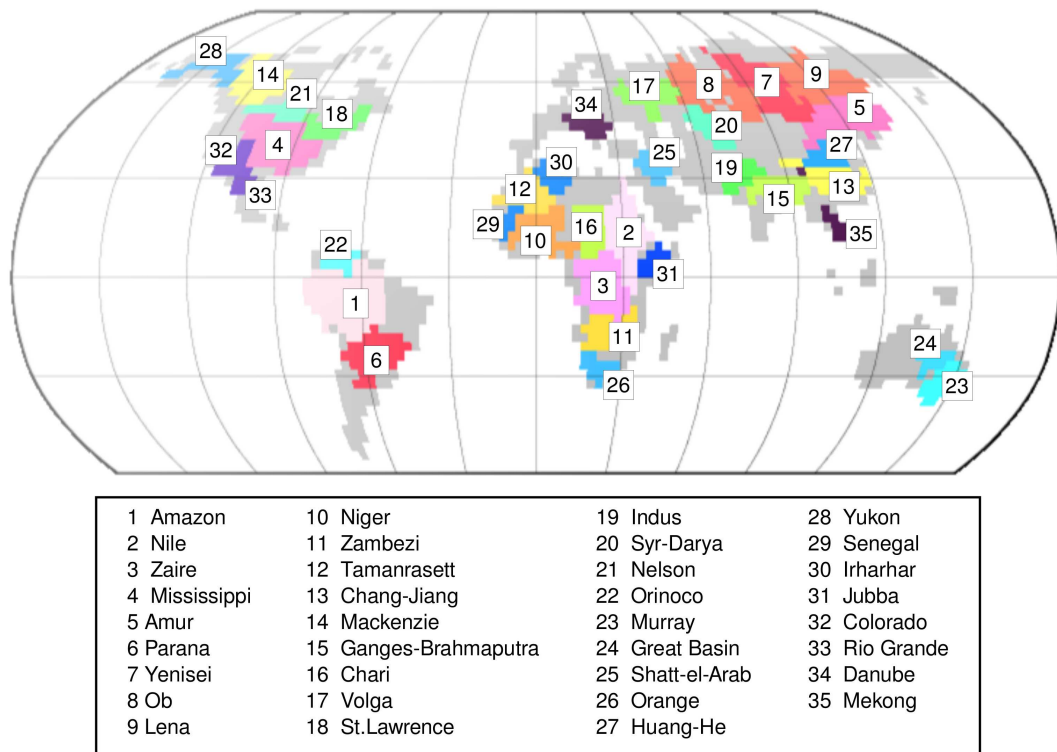 28
14
21
18
4
32
33
22
1
6
34
17
8
7
9
5
20
27
25
19
13
15
35
30
12
29
10
16
2
31
3
11
26
24
23
1 Amazon
2 Nile
3 Zaire
4 Mississippi
5 Amur
6 Parana
7 Yenisei
8 Ob
9 Lena
10 Niger
11 Zambezi
12 Tamanrasett
13 Chang-Jiang
14 Mackenzie
15 Ganges-Brahmaputra
16 Chari
17 Volga
18 St.Lawrence
19 Indus
20 Syr-Darya
21 Nelson
22 Orinoco
23 Murray
24 Great Basin
25 Shatt-el-Arab
26 Orange
27 Huang-He
28 Yukon
29 Senegal
30 Irharhar
31 Jubba
32 Colorado
33 Rio Grande
34 Danube
35 Mekong